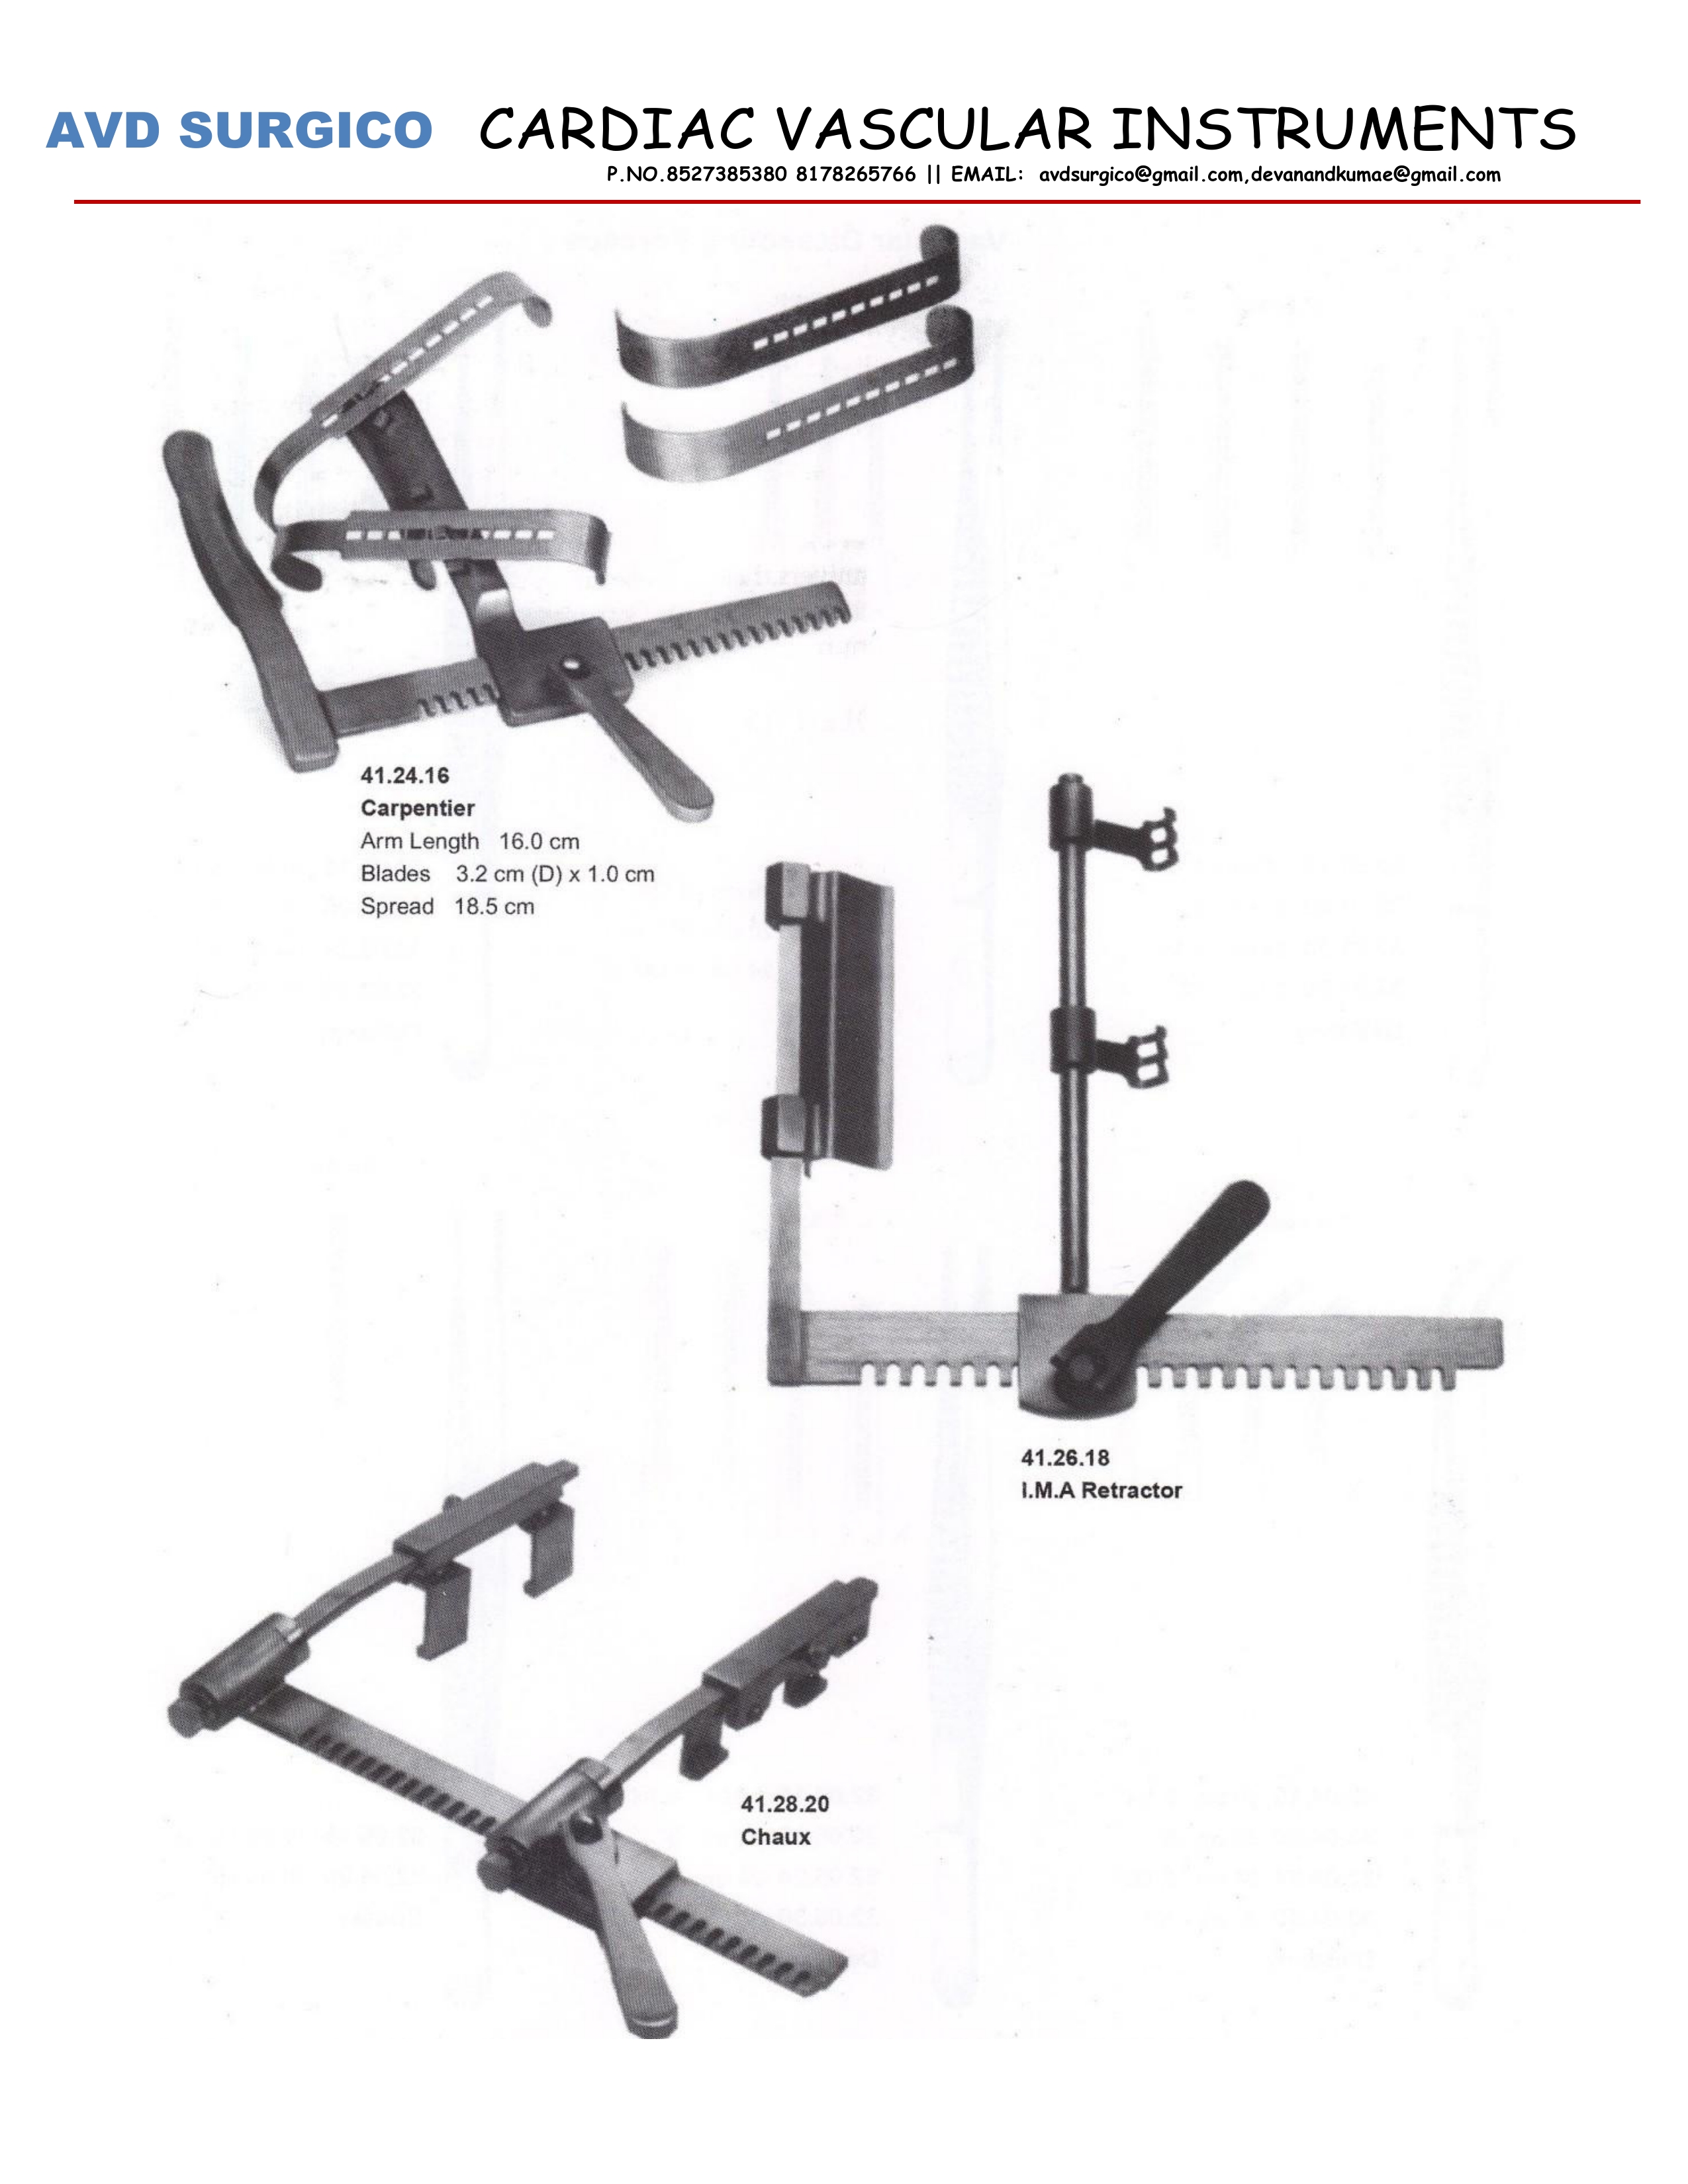 AVD SURGICO CARDIAC VASCULAR INSTRUMENTS
P.NO.8527385380 8178265766 || EMAIL: avdsurgico@gmail.com,devanandkumae@gmail.com
41.24.16
Carpentier
Arm Length 16.0 cm
Blades 3.2 cm (D) x 1.0 cm
Spread 18.5 cm
41.26.18
I.M.A Retractor
41.28.20
Chaux